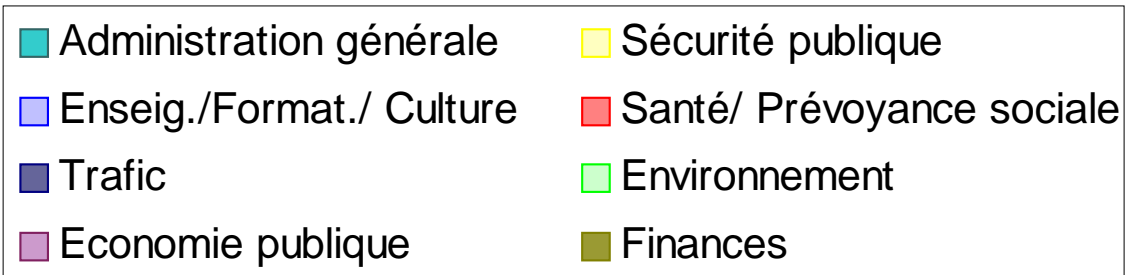 Administration générale
Sécurité publique
Enseig./Format./ Culture
Santé/ Prévoyance sociale
Trafic
Environnement
Economie publique
Finances